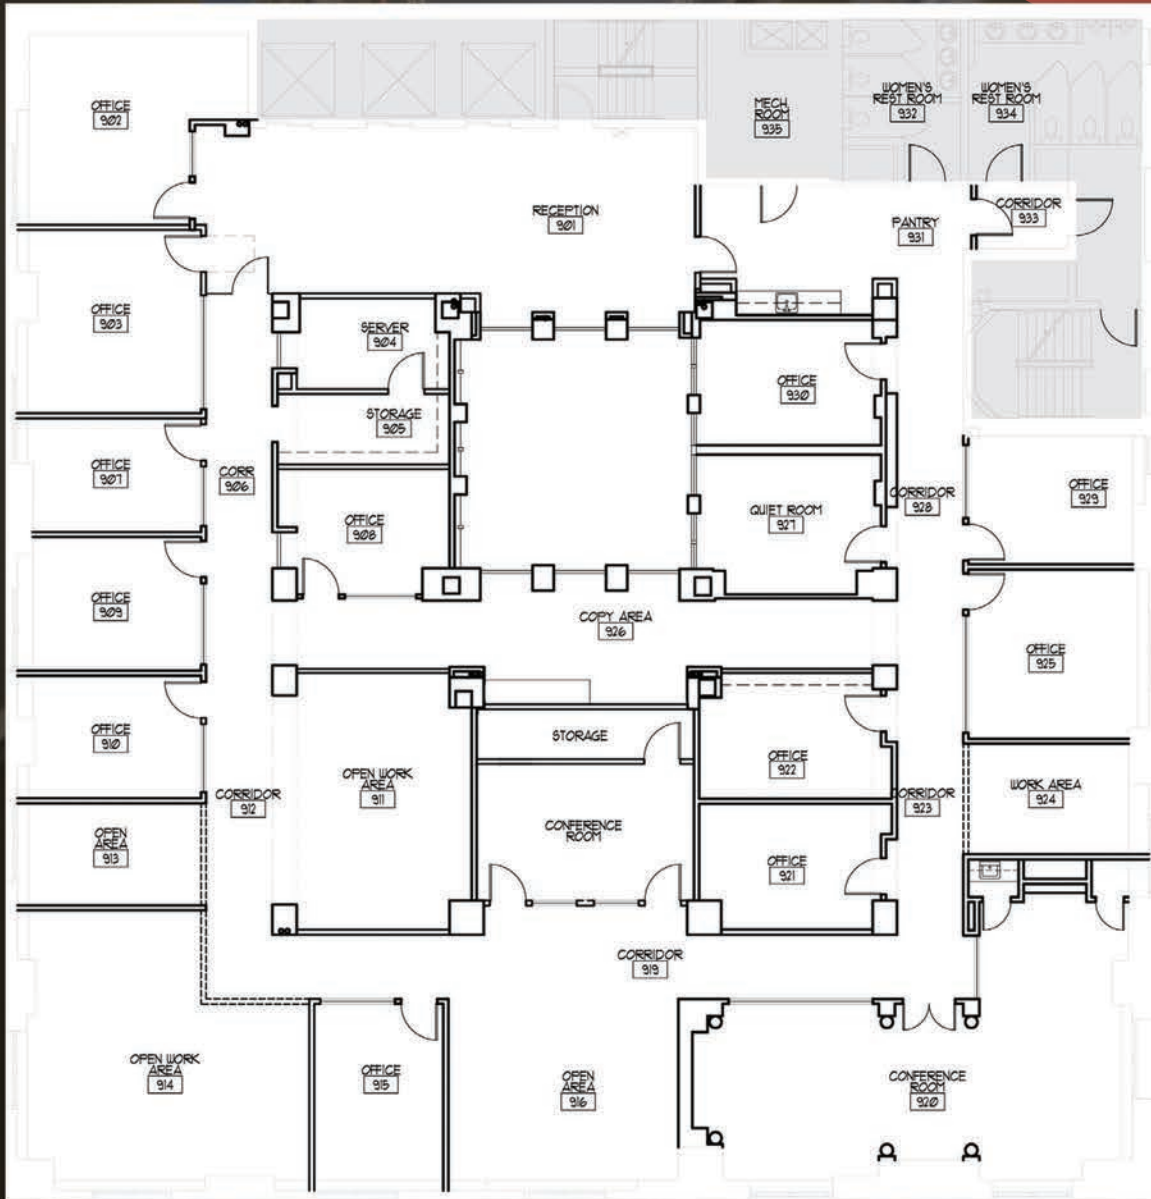 OFFICE
902
MECH.
ROOM
935
WOMEN'S
REST ROOM
932
WOMEN'S
REST ROOM
934
RECEPTION
901
PANTRY
931
CORRIDOR
933
OFFICE
903
SERVER
904
OFFICE
930
STORAGE
905
OFFICE
907
CORR
906
OFFICE
908
QUIET ROOM
927
CORRIDOR
928
OFFICE
929
OFFICE
909
COPY AREA
926
OFFICE
925
OFFICE
910
STORAGE
OPEN WORK
AREA
911
OFFICE
922
CORRIDOR
912
CORRIDOR
923
WORK AREA
924
OPEN
AREA
913
CONFERENCE
ROOM
OFFICE
921
CORRIDOR
919
OPEN WORK
AREA
914
OFFICE
915
OPEN
AREA
916
CONFERENCE
ROOM
920